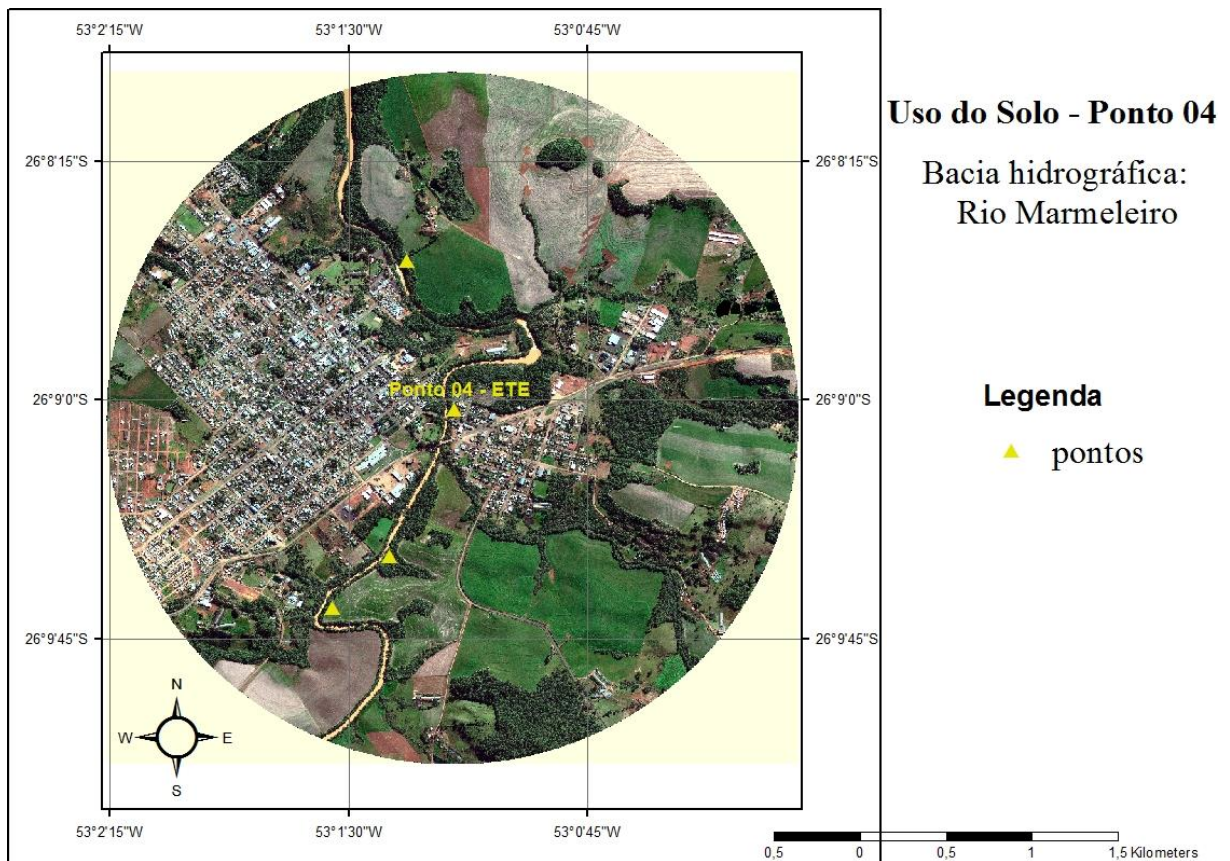 53°2'15"W 53°1'30"W 53°0'45"W
Uso do Solo - Ponto 04
Bacia hidrográfica:
Rio Marmeleiro
26°8'15"S 26°8'15"S
Ponto 04 - ETE
26°9'0"S 26°9'0"S
Legenda
pontos
26°9'45"S 26°9'45"S
N
W E
S
53°2'15"W 53°1'30"W 53°0'45"W
0,5 0 0,5 1 1,5 Kilometers